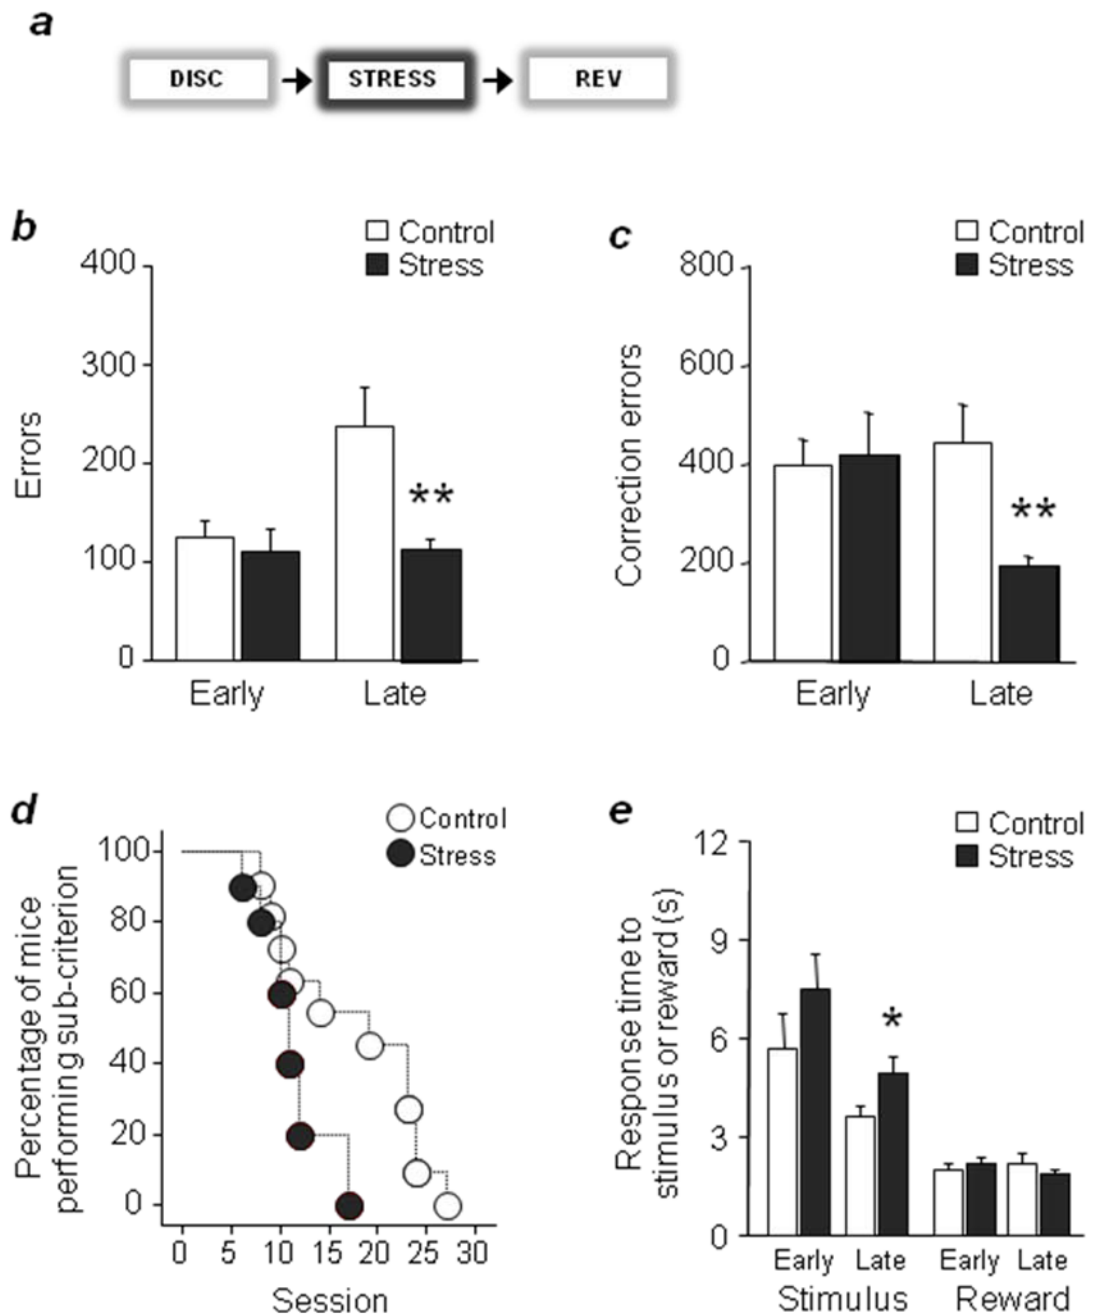 a
DISC
STRESS
REV
b
Control
Stress
400
300
200
100
0
Errors
**
Early
Late
c
Control
Stress
800
600
400
200
0
Correction errors
**
Early
Late
d
Control
Stress
100
80
60
40
20
0
Percentage of mice
performing sub-criterion
0 5 10 15 20 25 30
Session
e
Control
Stress
12
9
6
3
0
Response time to
stimulus or reward (s)
*
Early Late Early Late
Stimulus Reward